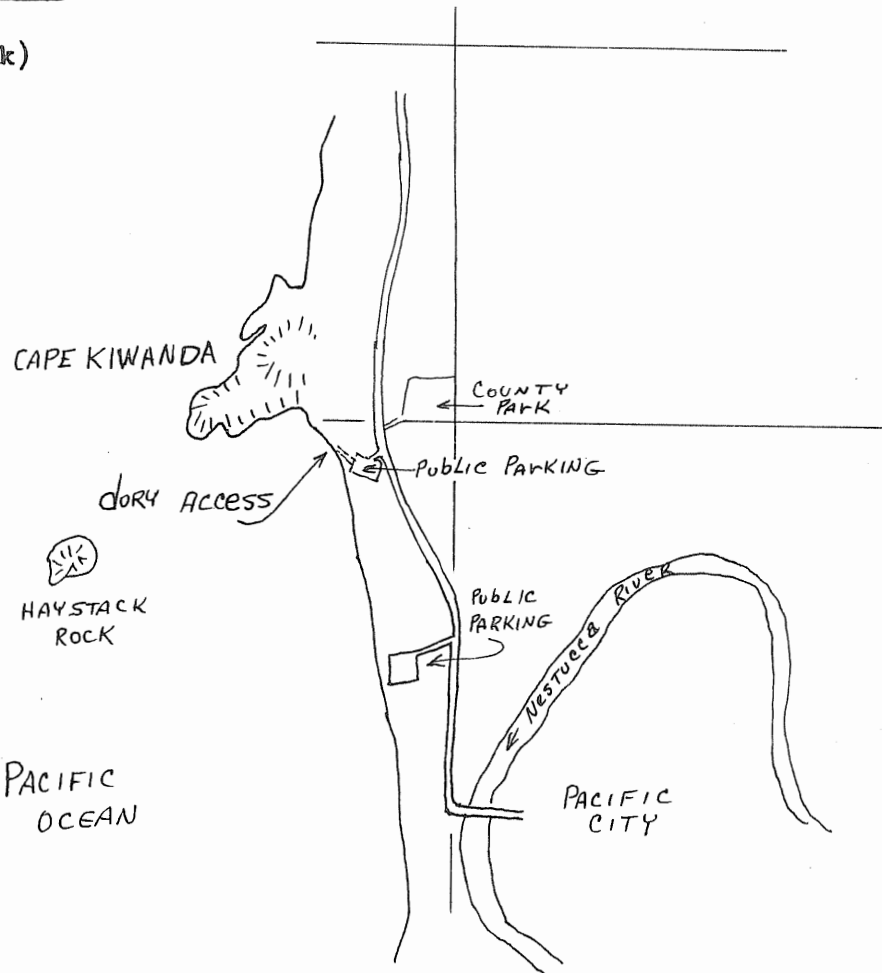 k)
CAPE KIWANDA
COUNTY
PARK
PUBLIC PARKING
dORY ACCESS
HAYSTACK
ROCK
PUBLIC
PARKING
NESTUCCA RIVER
PACIFIC
OCEAN
PACIFIC
CITY